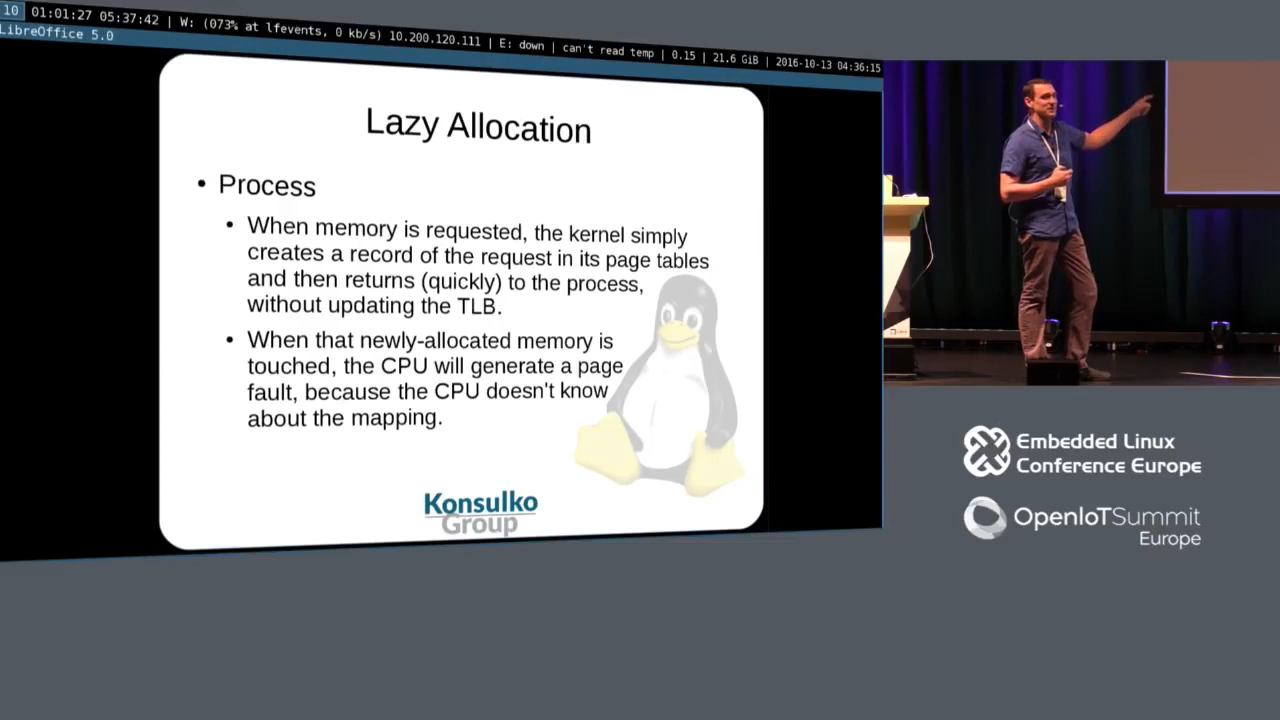 10 01:01:27 05:37:42 | W: (073% at lfevents, 0 kb/s) 10.200.120.111 | E: down | can't read temp | 0.15 | 21.6 GiB | 2016-10-13 04:36:15
LibreOffice 5.0
Lazy Allocation
• Process
• When memory is requested, the kernel simply
creates a record of the request in its page tables
and then returns (quickly) to the process,
without updating the TLB.
• When that newly-allocated memory is
touched, the CPU will generate a page
fault, because the CPU doesn't know
about the mapping.
Konsulko
Group
Embedded Linux
Conference Europe
OpenIoTSummit
Europe